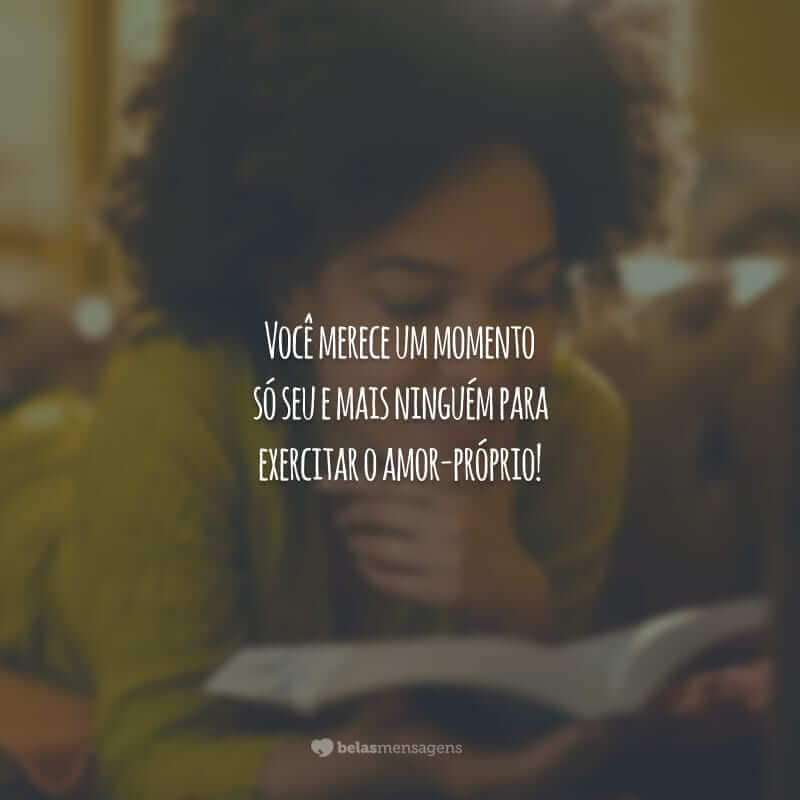 Você merece um momento
só seu e mais ninguém para
exercitar o amor-próprio!
belasmensagens